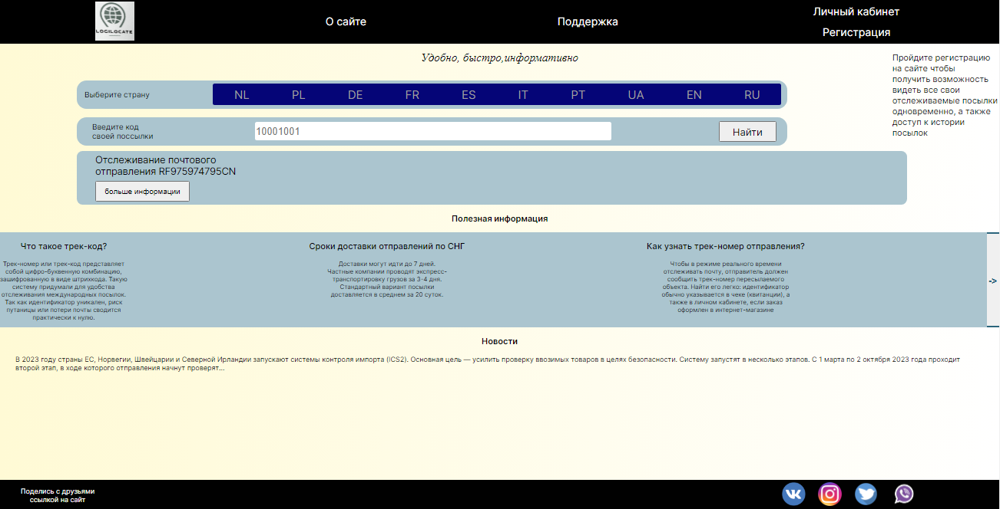 LOGILOCATE
О сайте
Поддержка
Личный кабинет
Регистрация
Удобно, быстро,информативно
Пройдите регистрацию
на сайте чтобы
получить возможность
видеть все свои
отслеживаемые посылки
одновременно, а также
доступ к истории
посылок
Выберите страну
NL PL DE FR ES IT PT UA EN RU
Введите код
своей поссылки
10001001
Найти
Отслеживание почтового
отправления RF975974795CN
больше информации
Полезная информация
Что такое трек-код?
Трек-номер или трек-код представляет
собой цифро-буквенную комбинацию,
зашифрованную в виде штрихкода. Такую
систему придумали для удобства
отслеживания международных посылок.
Так как идентификатор уникален, риск
путаницы или потери почты сводится
практически к нулю.
Сроки доставки отправлений по СНГ
Доставки могут идти до 7 дней.
Частные компании проводят экспресс-
транспортировку грузов за 3-4 дня.
Стандартный вариант посылки
доставляется в среднем за 20 суток.
Как узнать трек-номер отправления?
Чтобы в режиме реального времени
отслеживать почту, отправитель должен
сообщить трек-номер пересылаемого
объекта. Найти его легко: идентификатор
обычно указывается в чеке (квитанции), а
также в личном кабинете, если заказ
оформлен в интернет-магазине
->
Новости
В 2023 году страны ЕС, Норвегии, Швейцарии и Северной Ирландии запускают системы контроля импорта (ICS2). Основная цель — усилить проверку ввозимых товаров в целях безопасности. Систему запустят в несколько этапов. С 1 марта по 2 октября 2023 года проходит
второй этап, в ходе которого отправления начнут проверят...
Поделись с друзьями
ссылкой на сайт